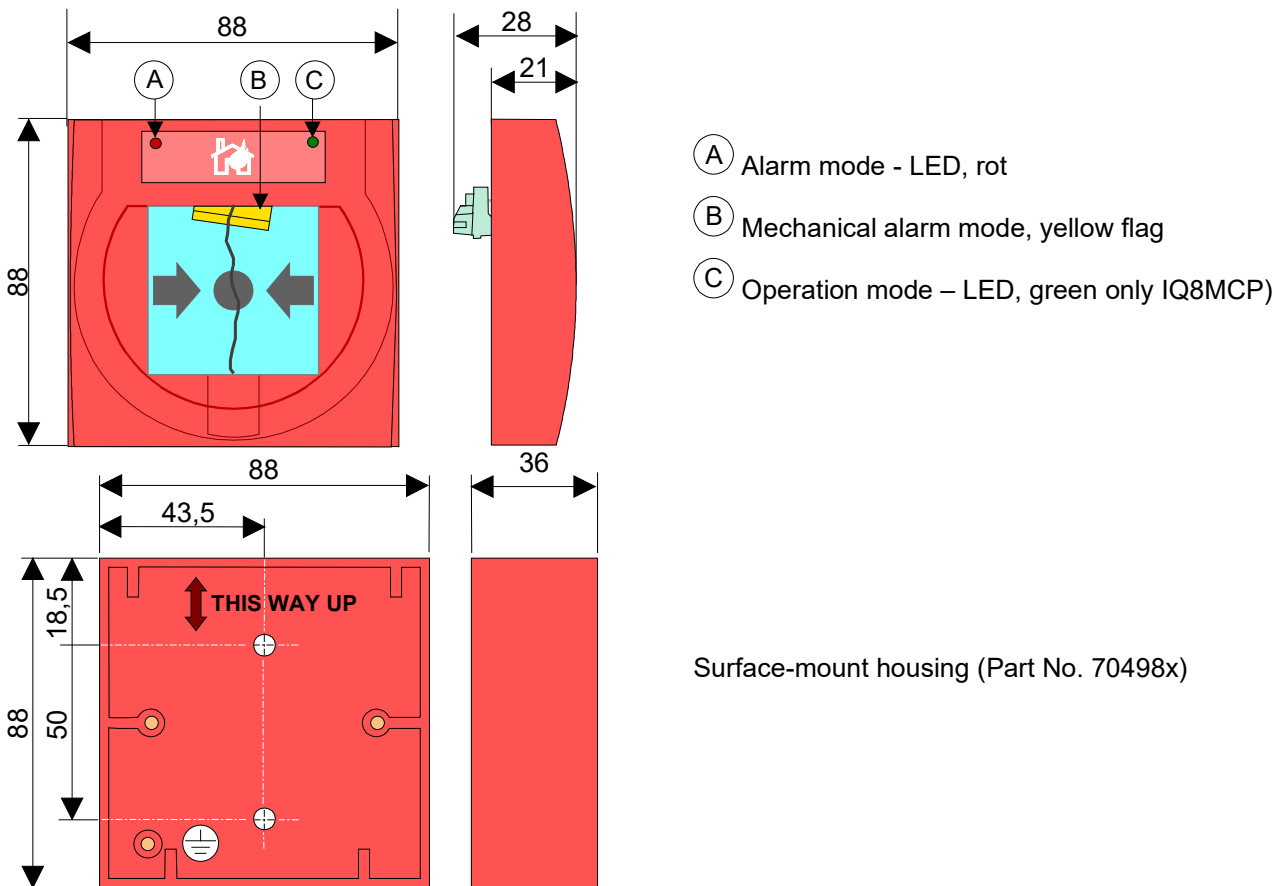 88
28
21
A
B
C
88
A Alarm mode - LED, rot
B Mechanical alarm mode, yellow flag
C Operation mode – LED, green only IQ8MCP)
88
36
43,5
18,5
THIS WAY UP
88
50
Surface-mount housing (Part No. 70498x)